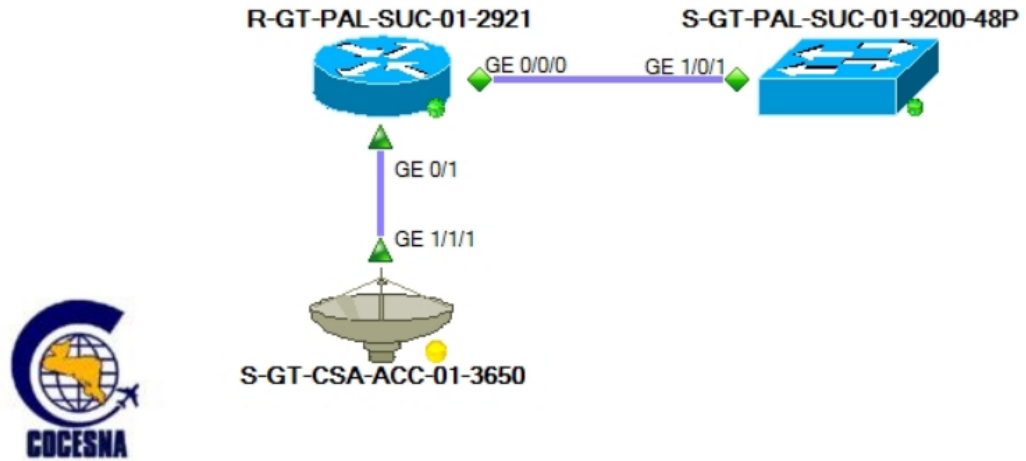 R-GT-PAL-SUC-01-2921
S-GT-PAL-SUC-01-9200-48P
GE 0/0/0
GE 1/0/1
GE 0/1
GE 1/1/1
S-GT-CSA-ACC-01-3650
COCESNA